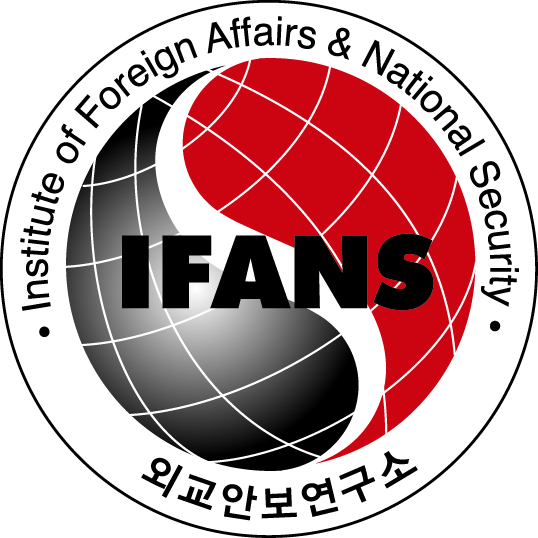 · Institute of Foreign Affairs & National Security ·
IFANS
외교안보연구소